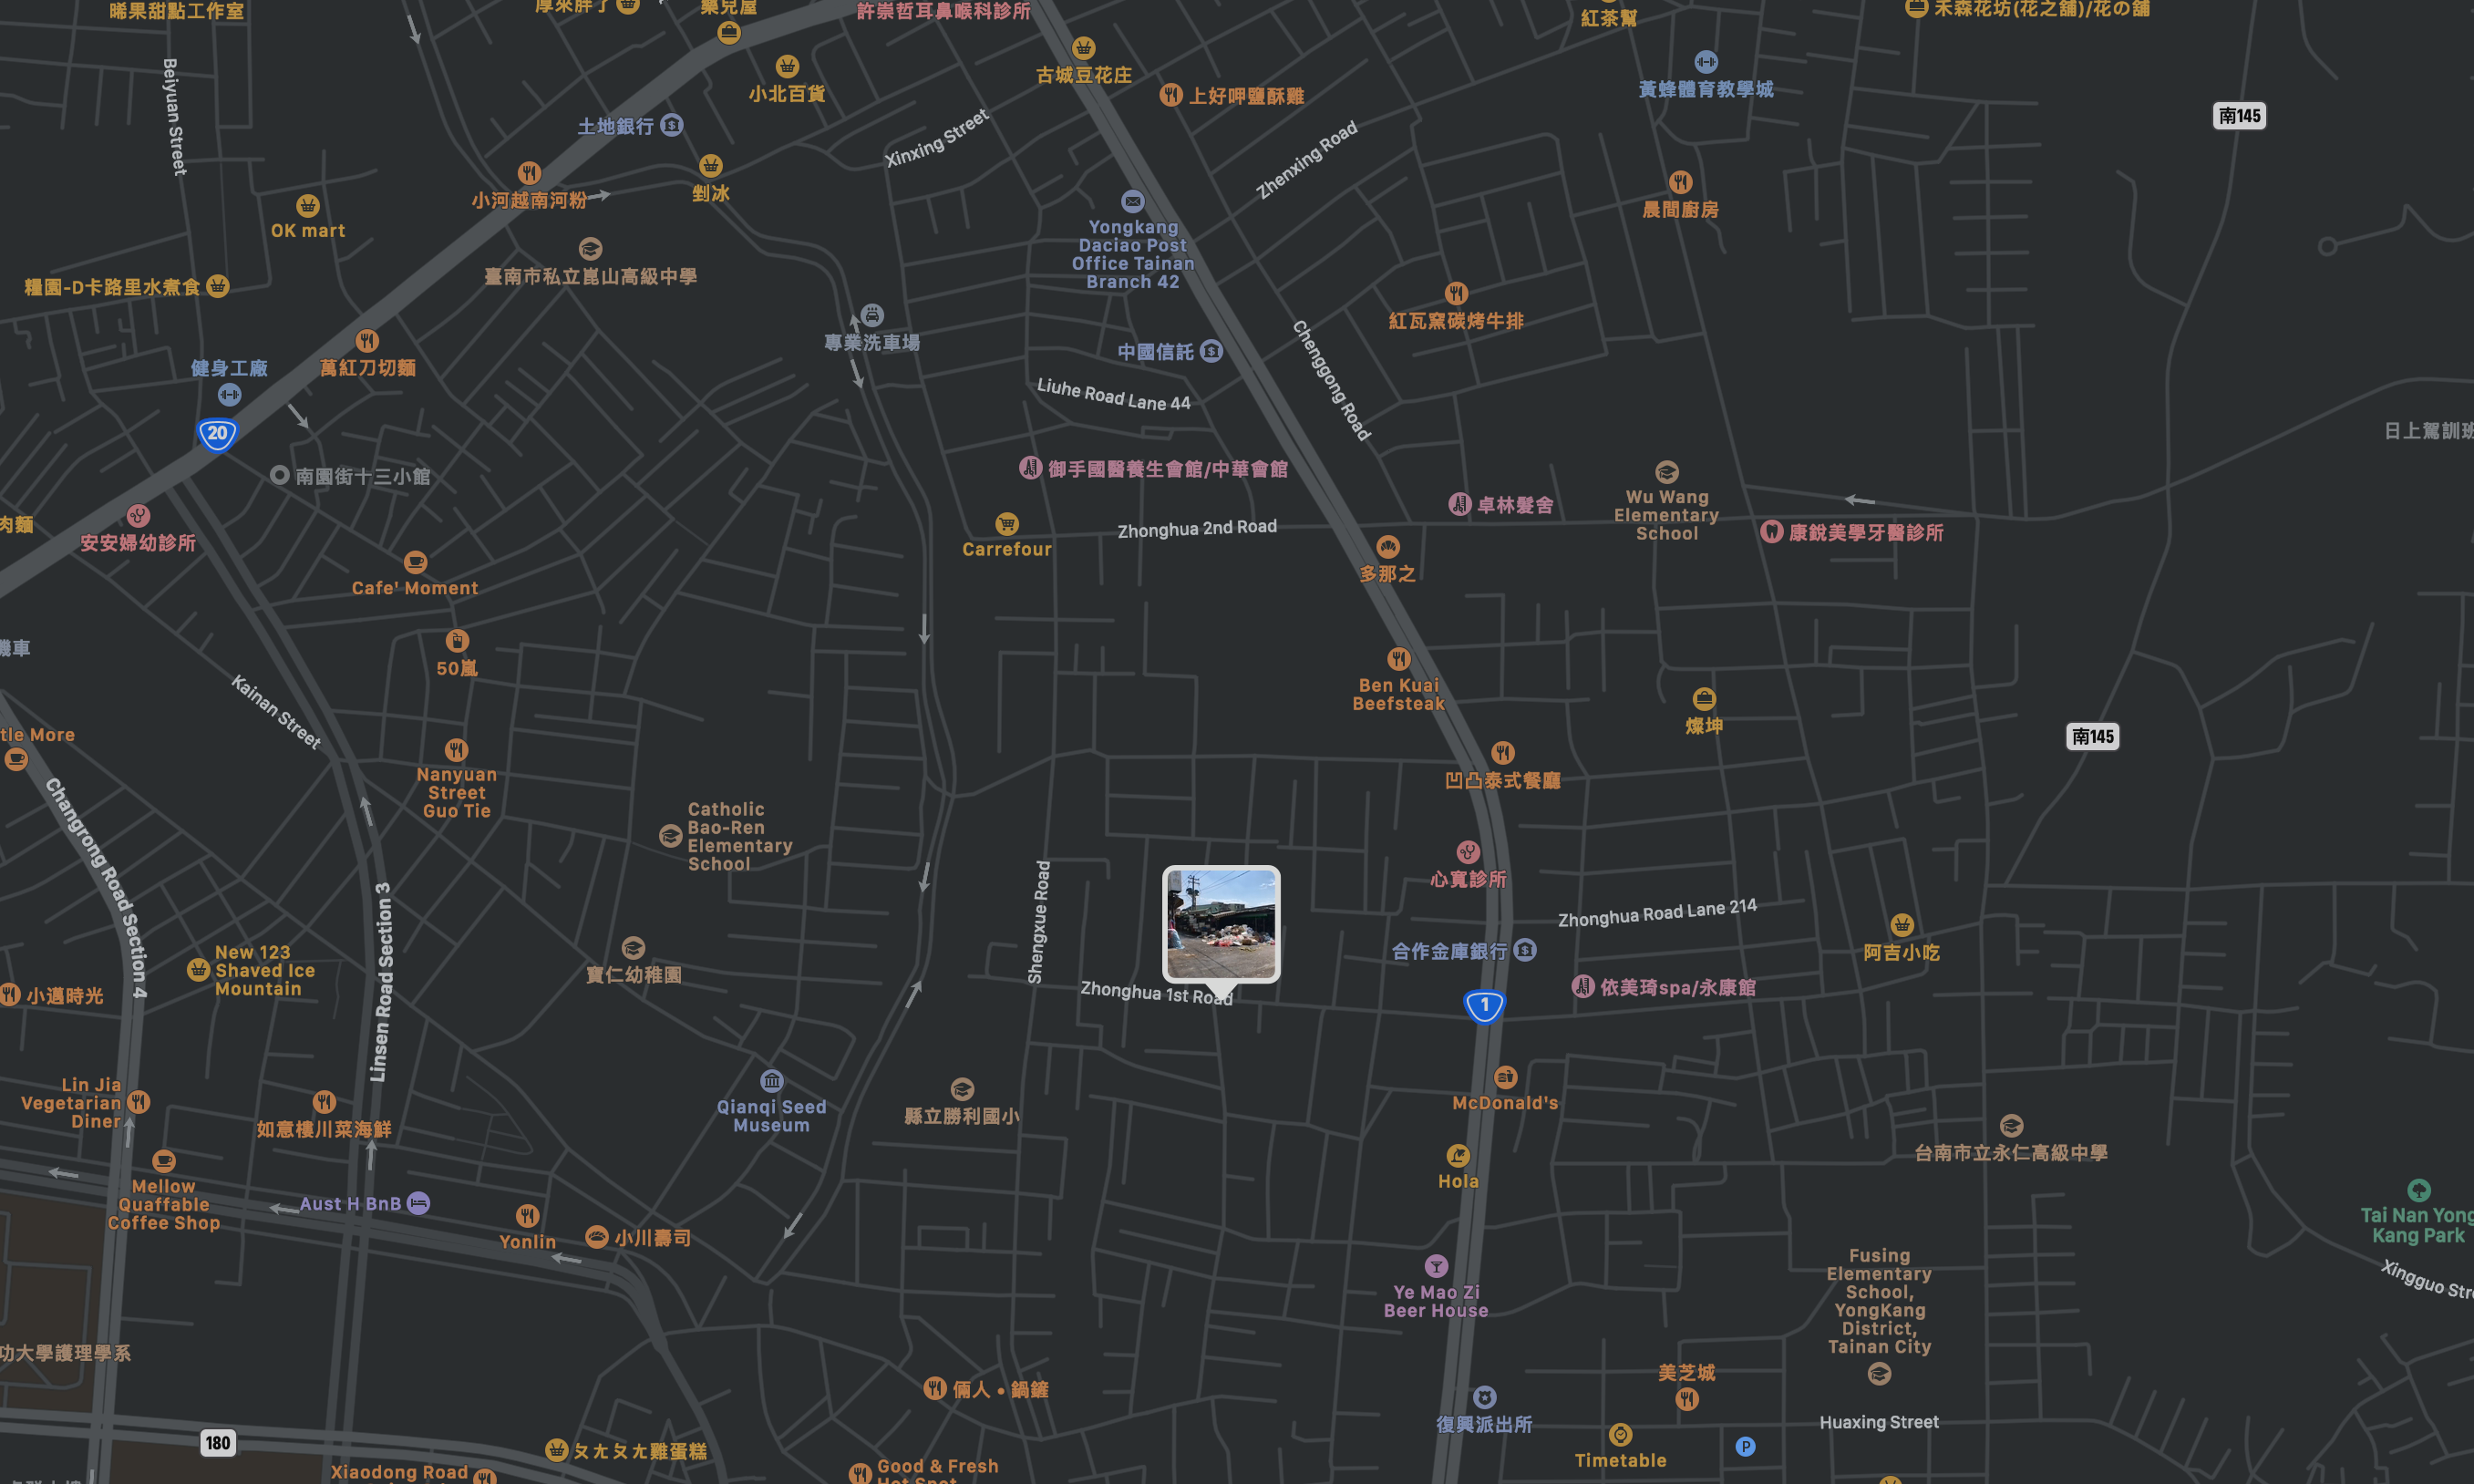 晞果甜點工作室
厚來胖了
樂兒屋
許崇哲耳鼻喉科診所
紅茶幫
禾森花坊(花之舖)/花の舖
Beiyuan Street
小北百貨
古城豆花庄
上好呷鹽酥雞
黃蜂體育教學城
南145
土地銀行
Xinxing Street
Zhenxing Road
小河越南河粉
剉冰
OK mart
臺南市私立崑山高級中學
Yongkang
Daciao Post
Office Tainan
Branch 42
晨間廚房
糧園-D卡路里水煮食
專業洗車場
紅瓦窯碳烤牛排
中國信託
Chenggong Road
健身工廠
萬紅刀切麵
Liuhe Road Lane 44
20
日上駕訓班
南園街十三小館
御手國醫養生會館/中華會館
卓林髮舍
Wu Wang
Elementary
School
肉麵
安安婦幼診所
Carrefour
Zhonghua 2nd Road
康銳美學牙醫診所
多那之
Cafe' Moment
機車
50嵐
Kainan Street
Ben Kuai
Beefsteak
燦坤
南145
tle More
Nanyuan
Street
Guo Tie
凹凸泰式餐廳
Changrong Road Section 4
Catholic
Bao-Ren
Elementary
School
心寬診所
Linsen Road Section 3
Shengxue Road
Zhonghua Road Lane 214
New 123
Shaved Ice
Mountain
寶仁幼稚園
合作金庫銀行
阿吉小吃
小邁時光
Zhonghua 1st Road
依美琦spa/永康館
1
Lin Jia
Vegetarian
Diner
如意樓川菜海鮮
Qianqi Seed
Museum
縣立勝利國小
McDonald's
台南市立永仁高級中學
Mellow
Quaffable
Coffee Shop
Aust H BnB
Yonlin
小川壽司
Hola
Tai Nan Yong
Kang Park
Ye Mao Zi
Beer House
Fusing
Elementary
School,
YongKang
District,
Tainan City
Xingguo Stre
功大學護理學系
倆人•鍋鏟
美芝城
復興派出所
Huaxing Street
180
ㄆㄤㄆㄤ雞蛋糕
Timetable
P
Xiaodong Road
Good & Fresh
Hot Spot